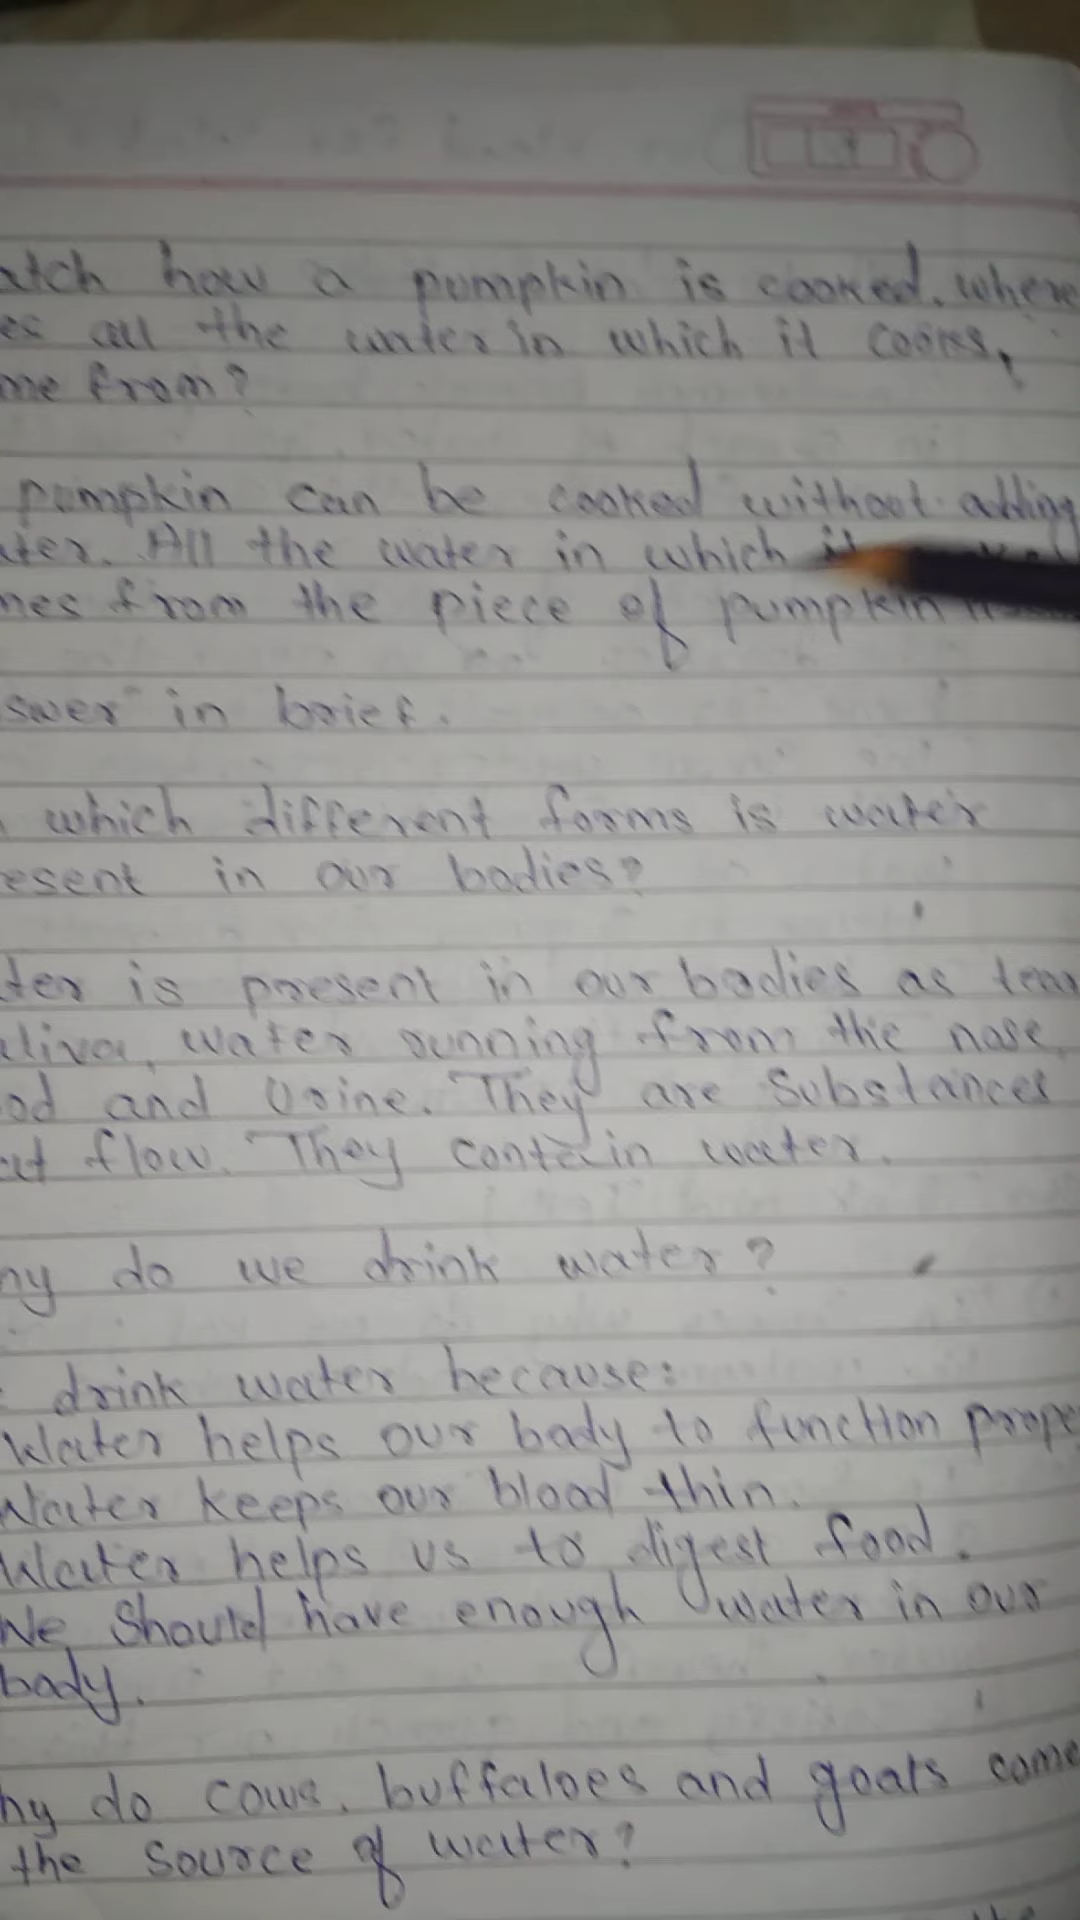 atch how a pumpkin is cooked. where
es all the water in which it cooks,
me from?
pumpkin can be cooked without adding
ter. All the water in which it
mes from the piece of pumpkin
swer in brief.
which different forms is water
esent in our bodies?
ter is present in our bodies as tear
aliva, water running from the nose,
od and Urine. They are Substances
at flow. They contain water.
hy do we drink water?
drink water because:
Water helps our body to function prope
Water keeps our blood thin.
Water helps us to digest food.
We Should have enough water in our
body.
hy do cows, buffaloes and goats come
the source of water?